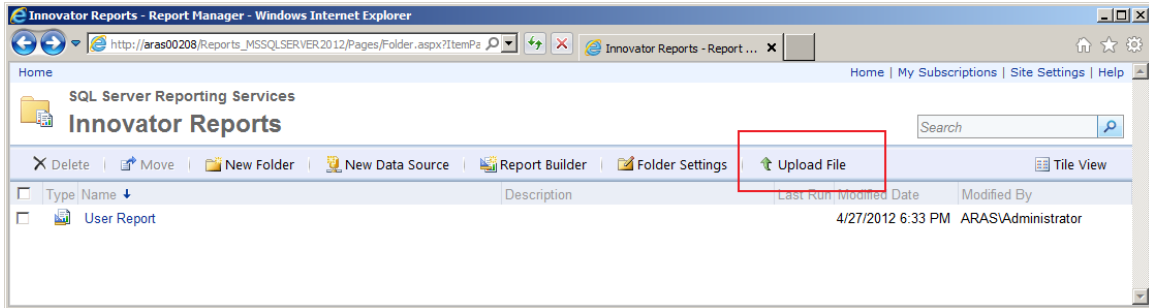 Innovator Reports - Report Manager - Windows Internet Explorer
http://aras00208/Reports_MSSQLSERVER2012/Pages/Folder.aspx?ItemPa
Innovator Reports - Report ...
Home
Home | My Subscriptions | Site Settings | Help
SQL Server Reporting Services
Innovator Reports
Search
Delete | Move | New Folder | New Data Source | Report Builder | Folder Settings | Upload File
Tile View
Type Name Description Last Run Modified Date Modified By
User Report 4/27/2012 6:33 PM ARAS\Administrator